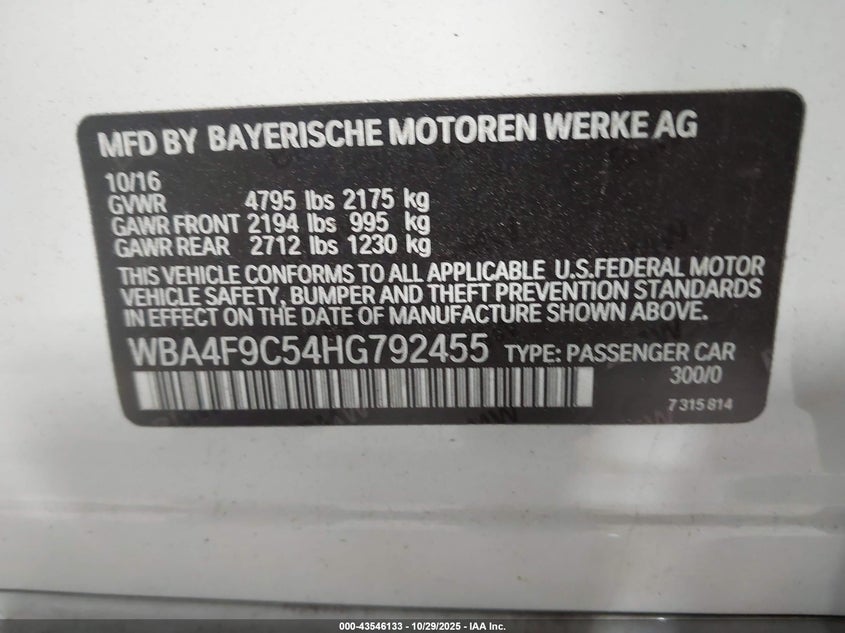 MFD BY BAYERISCHE MOTOREN WERKE AG
10/16
GVWR 4795 lbs 2175 kg
GAWR FRONT 2194 lbs 995 kg
GAWR REAR 2712 lbs 1230 kg
THIS VEHICLE CONFORMS TO ALL APPLICABLE U.S.FEDERAL MOTOR
VEHICLE SAFETY, BUMPER AND THEFT PREVENTION STANDARDS
IN EFFECT ON THE DATE OF MANUFACTURE SHOWN ABOVE.
WBA4F9C54HG792455 TYPE: PASSENGER CAR
300/0
7 315 814
000-43546133 - 10/29/2025 - IAA Inc.